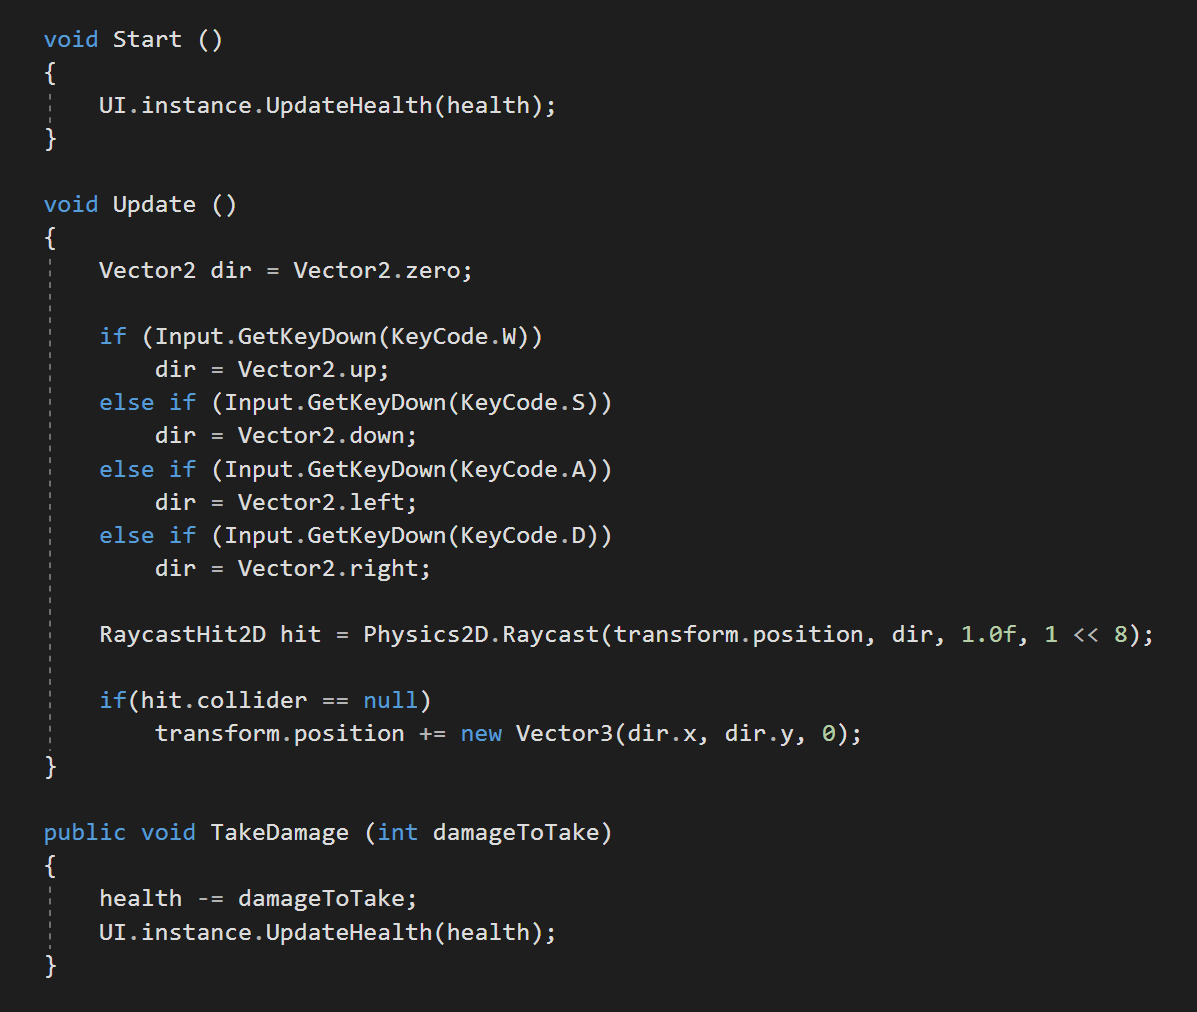 void Start ()
{
    UI.instance.UpdateHealth(health);
}

void Update ()
{
    Vector2 dir = Vector2.zero;

    if (Input.GetKeyDown(KeyCode.W))
        dir = Vector2.up;
    else if (Input.GetKeyDown(KeyCode.S))
        dir = Vector2.down;
    else if (Input.GetKeyDown(KeyCode.A))
        dir = Vector2.left;
    else if (Input.GetKeyDown(KeyCode.D))
        dir = Vector2.right;

    RaycastHit2D hit = Physics2D.Raycast(transform.position, dir, 1.0f, 1 << 8);

    if(hit.collider == null)
        transform.position += new Vector3(dir.x, dir.y, 0);
}

public void TakeDamage (int damageToTake)
{
    health -= damageToTake;
    UI.instance.UpdateHealth(health);
}